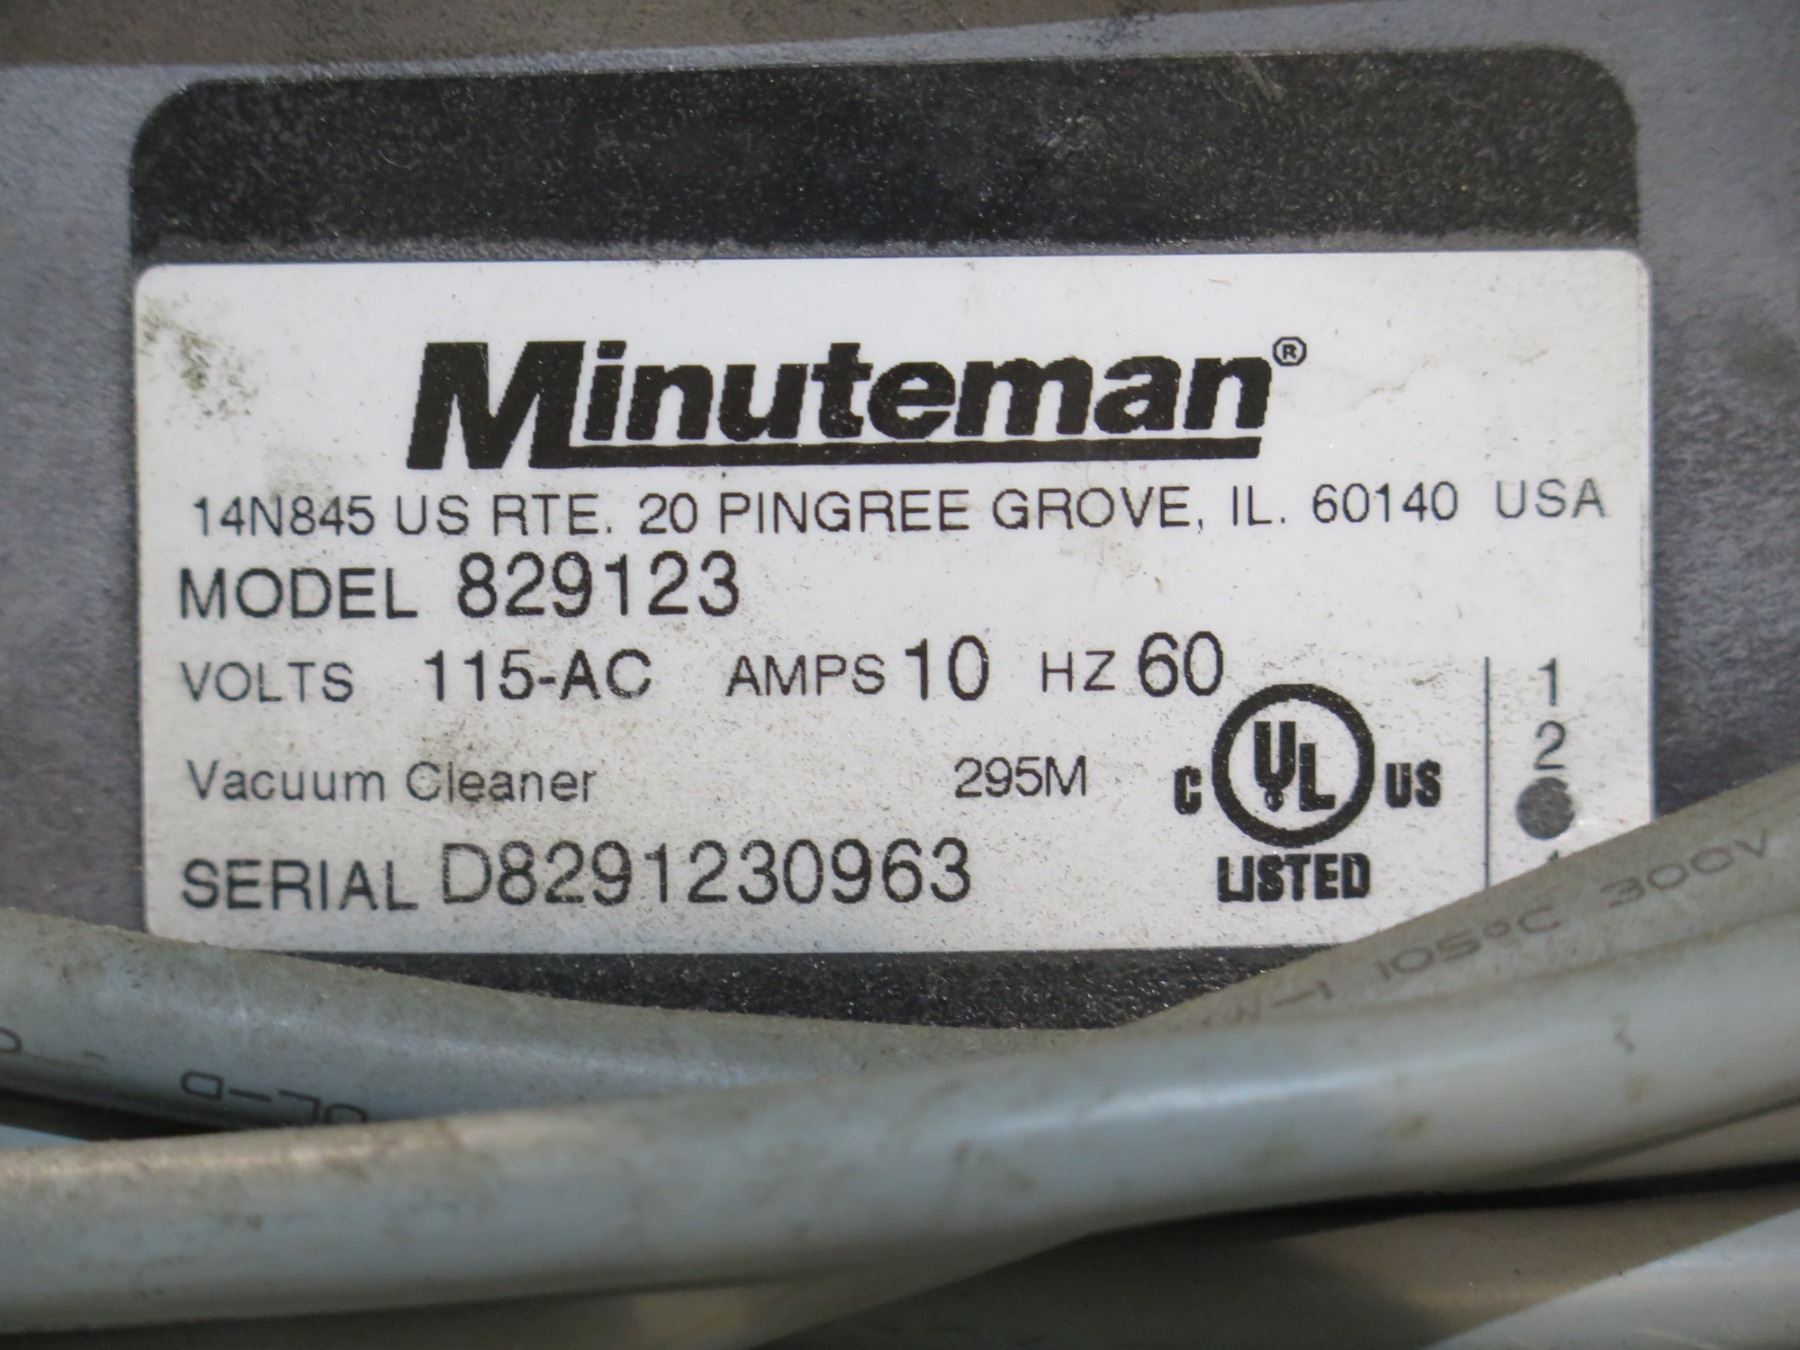 Minuteman®
14N845 US RTE. 20 PINGREE GROVE, IL. 60140 USA
MODEL 829123
VOLTS 115-AC AMPS 10 HZ 60
Vacuum Cleaner 295M
SERIAL D8291230963
C UL US
LISTED
1
2
105°C 300V